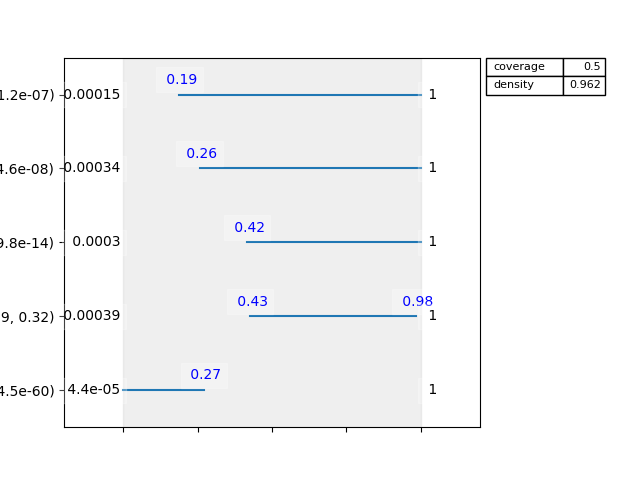 coverage 0.5
density 0.962
0.19
1.2e-07) 0.00015 1
0.26
4.6e-08) 0.00034 1
0.42
9.8e-14) 0.0003 1
0.43 0.98
9, 0.32) 0.00039 1
0.27
4.5e-60) 4.4e-05 1